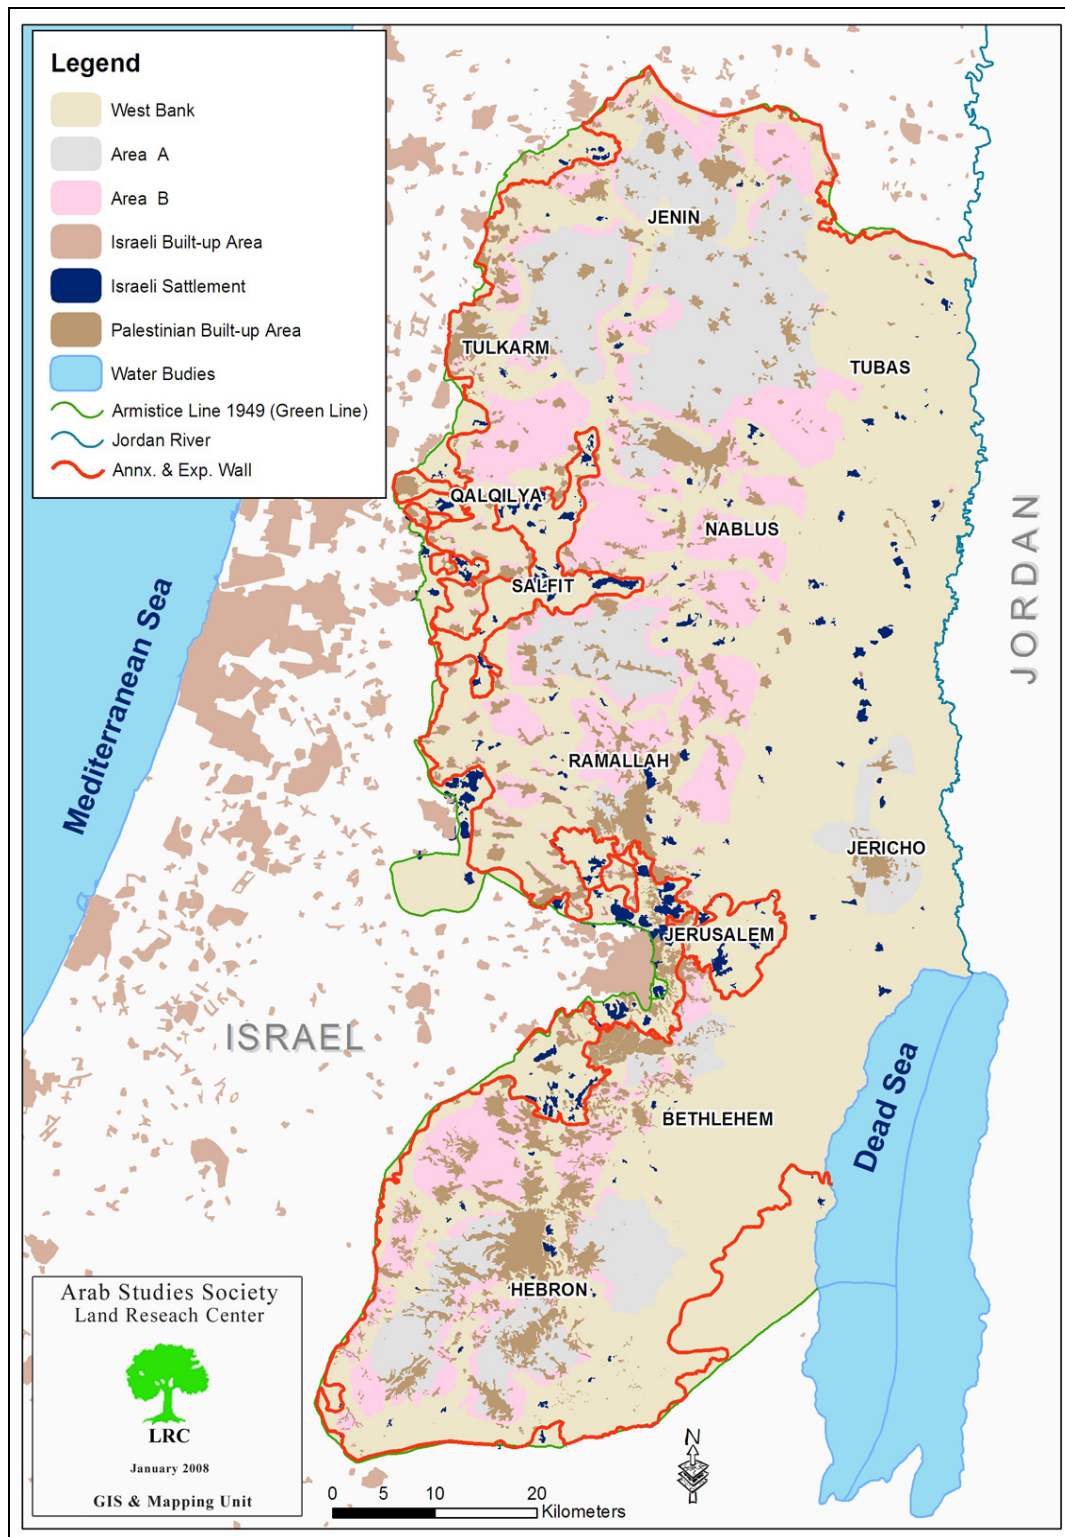 Legend
West Bank
Area A
Area B
Israeli Built-up Area
Israeli Sattlement
Palestinian Built-up Area
Water Budies
Armistice Line 1949 (Green Line)
Jordan River
Annx. & Exp. Wall
JENIN
TULKARM
TUBAS
QALQILYA
NABLUS
SALFIT
JORDAN
Mediterranean Sea
RAMALLAH
JERICHO
JERUSALEM
ISRAEL
BETHLEHEM
Dead Sea
HEBRON
Arab Studies Society
Land Reseach Center
LRC
January 2008
GIS & Mapping Unit
N
0 5 10 20
Kilometers